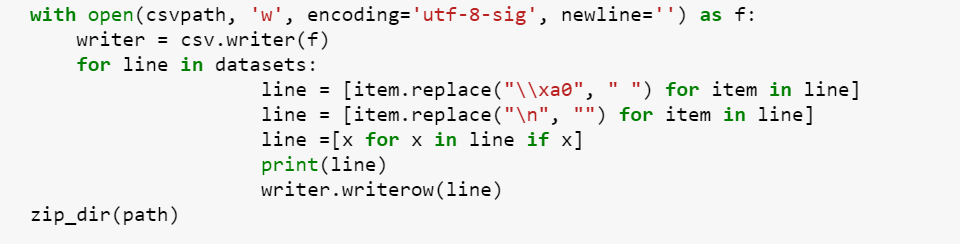 with open(csvpath, 'w', encoding='utf-8-sig', newline='') as f:
    writer = csv.writer(f)
    for line in datasets:
                    line = [item.replace("\\xa0", " ") for item in line]
                    line = [item.replace("\n", "") for item in line]
                    line =[x for x in line if x]
                    print(line)
                    writer.writerow(line)
zip_dir(path)